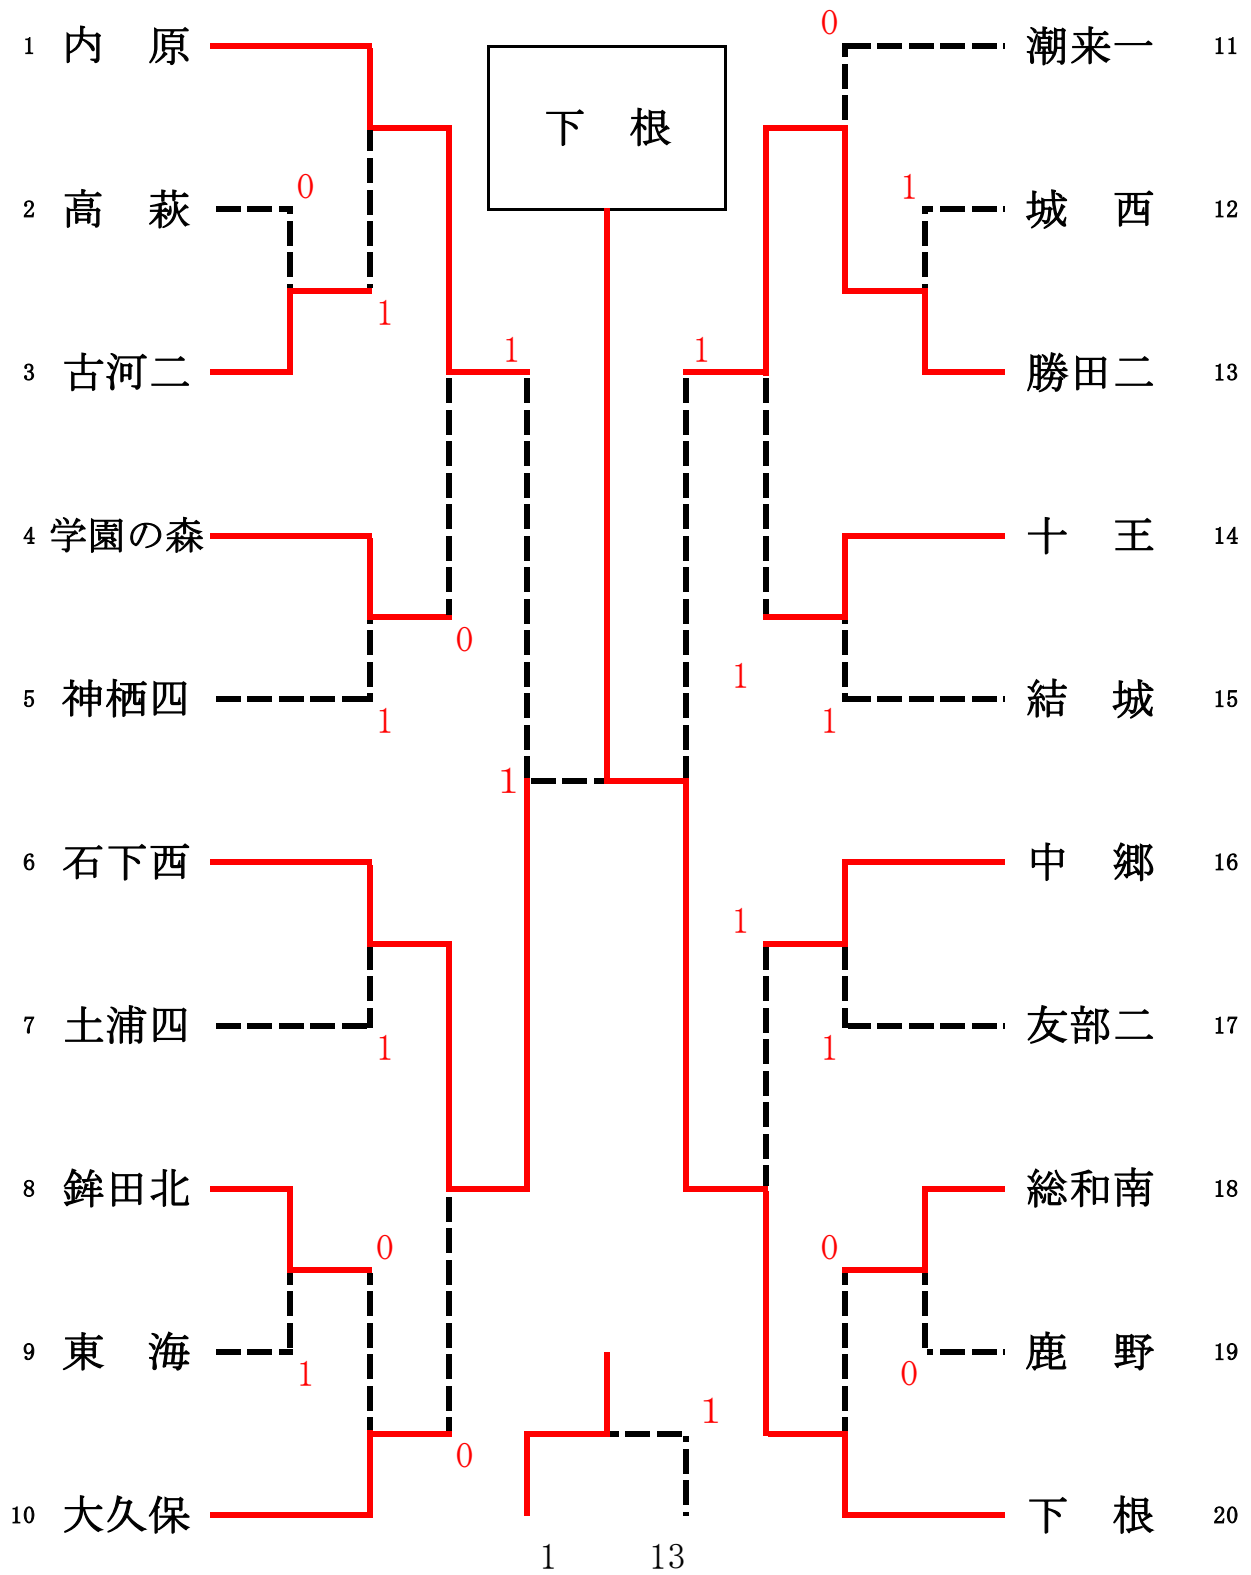 下　根
1 内　原
2 高　萩
0
3 古河二
1
1
4 学園の森
0
5 神栖四
1
1
6 石下西
7 土浦四
1
8 鉾田北
0
9 東　海
1
0
10 大久保
0
潮来一 11
1
城　西 12
1
勝田二 13
十　王 14
1
結　城 15
1
中　郷 16
1
友部二 17
1
総和南 18
0
鹿　野 19
0
下　根 20
1
1 13